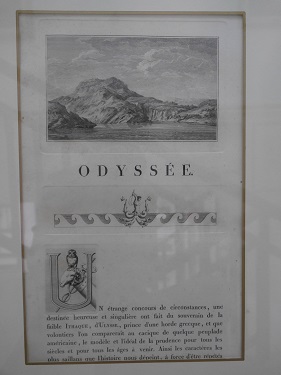 ODYSSÉE.
UN étrange concours de circonstances, une
destinée heureuse et singulière ont fait du souvenir de la
faible ITHAQUE, d'ULYSSE, prince d'une horde grecque, et que
volontiers l'on comparerait au cacique de quelque peuplade
américaine, le modèle et l'idéal de la prudence pour tous les
siècles et pour tous les âges à venir. Ainsi les caractères les
plus saillans que l'histoire nous dépeint, à force d'être